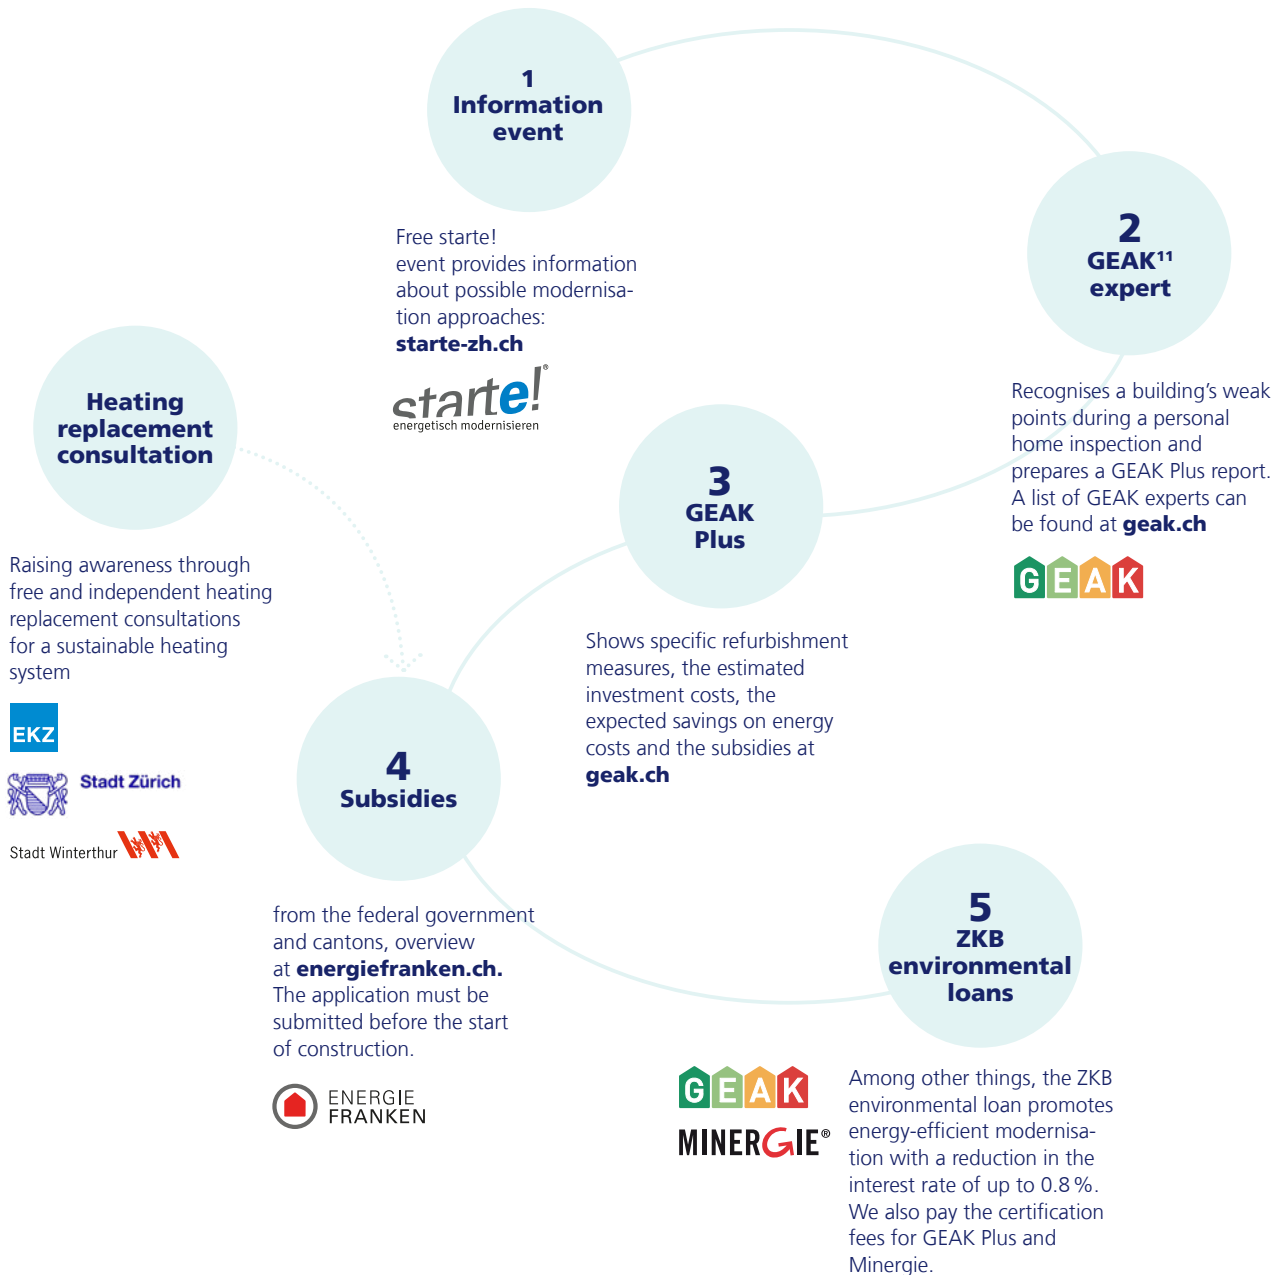 1
Information
event
Free starte!
event provides information
about possible modernisa-
tion approaches:
starte-zh.ch
starte!®
energetisch modernisieren
2
GEAK¹¹
expert
Recognises a building’s weak
points during a personal
home inspection and
prepares a GEAK Plus report.
A list of GEAK experts can
be found at geak.ch
GEAK
Heating
replacement
consultation
Raising awareness through
free and independent heating
replacement consultations
for a sustainable heating
system
EKZ
Stadt Zürich
Stadt Winterthur
3
GEAK
Plus
Shows specific refurbishment
measures, the estimated
investment costs, the
expected savings on energy
costs and the subsidies at
geak.ch
4
Subsidies
from the federal government
and cantons, overview
at energiefranken.ch.
The application must be
submitted before the start
of construction.
ENERGIE
FRANKEN
5
ZKB
environmental
loans
GEAK
MINERGIE®
Among other things, the ZKB
environmental loan promotes
energy-efficient modernisa-
tion with a reduction in the
interest rate of up to 0.8 %.
We also pay the certification
fees for GEAK Plus and
Minergie.